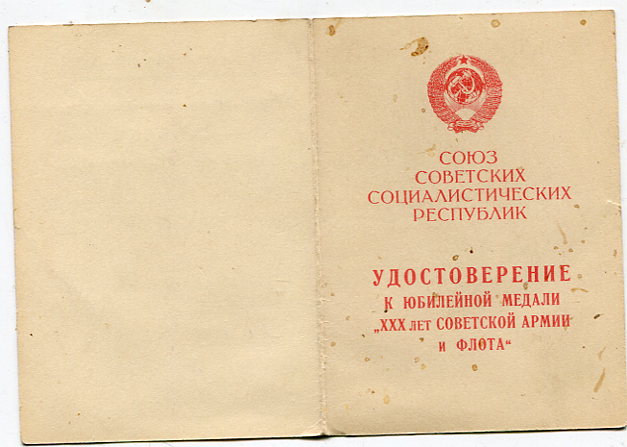 СОЮЗ
СОВЕТСКИХ
СОЦИАЛИСТИЧЕСКИХ
РЕСПУБЛИК
УДОСТОВЕРЕНИЕ
К ЮБИЛЕЙНОЙ МЕДАЛИ
„XXX ЛЕТ СОВЕТСКОЙ АРМИИ
И ФЛОТА“